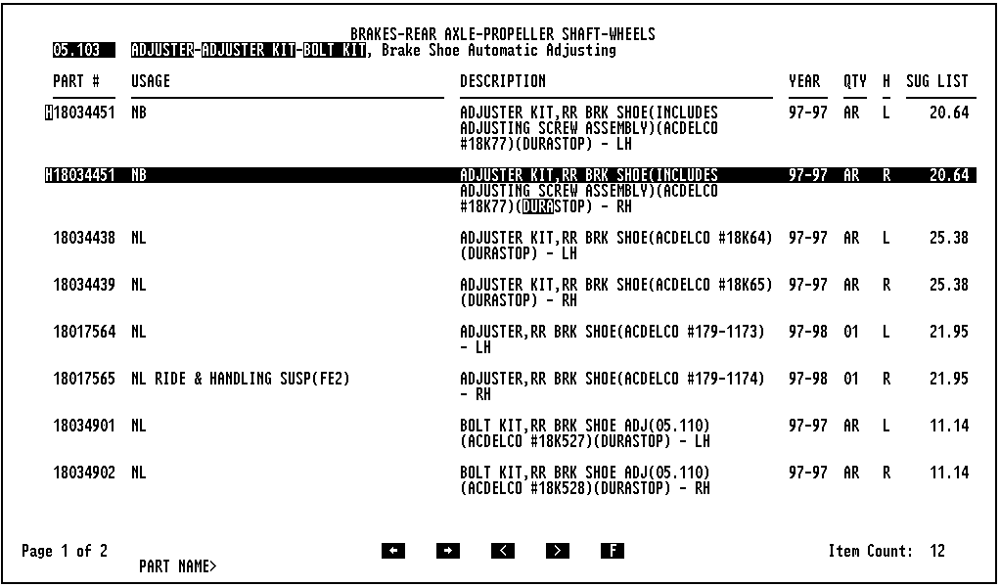 BRAKES-REAR AXLE-PROPELLER SHAFT-WHEELS
05.103 ADJUSTER-ADJUSTER KIT-BOLT KIT, Brake Shoe Automatic Adjusting
PART # USAGE DESCRIPTION YEAR QTY H SUG LIST
H18034451 NB ADJUSTER KIT,RR BRK SHOE(INCLUDES 97-97 AR L 20.64
ADJUSTING SCREW ASSEMBLY)(ACDELCO
#18K77)(DURASTOP) - LH
H18034451 NB ADJUSTER KIT,RR BRK SHOE(INCLUDES 97-97 AR R 20.64
ADJUSTING SCREW ASSEMBLY)(ACDELCO
#18K77)(DURASTOP) - RH
18034438 NL ADJUSTER KIT,RR BRK SHOE(ACDELCO #18K64) 97-97 AR L 25.38
(DURASTOP) - LH
18034439 NL ADJUSTER KIT,RR BRK SHOE(ACDELCO #18K65) 97-97 AR R 25.38
(DURASTOP) - RH
18017564 NL ADJUSTER,RR BRK SHOE(ACDELCO #179-1173) 97-98 01 L 21.95
- LH
18017565 NL RIDE & HANDLING SUSP(FE2) ADJUSTER,RR BRK SHOE(ACDELCO #179-1174) 97-98 01 R 21.95
- RH
18034901 NL BOLT KIT,RR BRK SHOE ADJ(05.110) 97-97 AR L 11.14
(ACDELCO #18K527)(DURASTOP) - LH
18034902 NL BOLT KIT,RR BRK SHOE ADJ(05.110) 97-97 AR R 11.14
(ACDELCO #18K528)(DURASTOP) - RH
Page 1 of 2 ← → < > F Item Count: 12
PART NAME>